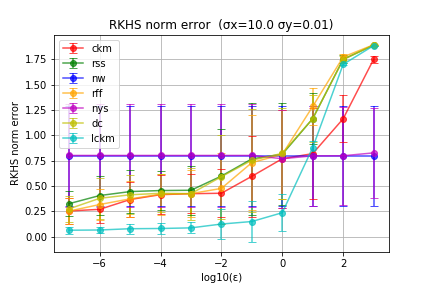 RKHS norm error (σx=10.0 σy=0.01)
RKHS norm error
1.75
1.50
1.25
1.00
0.75
0.50
0.25
0.00
ckm
rss
nw
rff
nys
dc
lckm
−6 −4 −2 0 2
log10(ε)